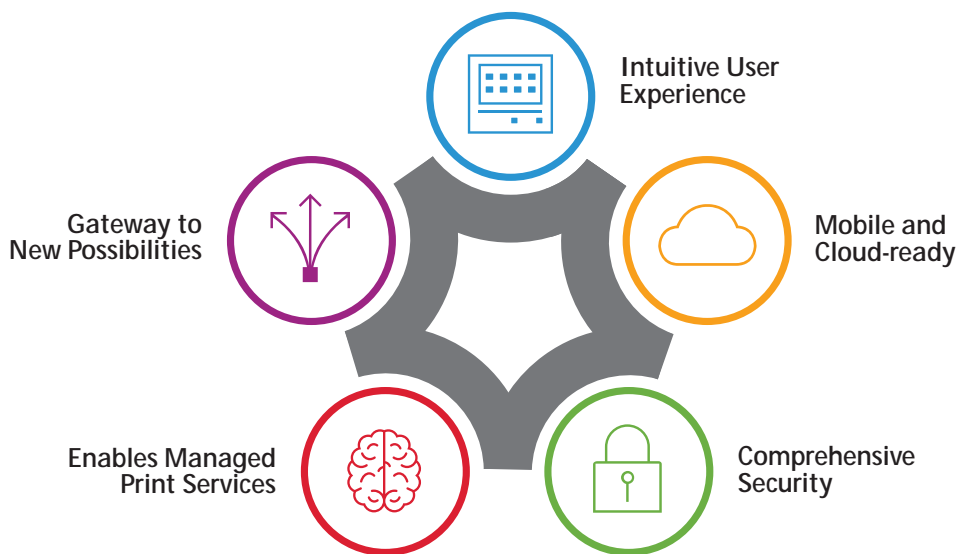 Intuitive User
Experience
Mobile and
Cloud-ready
Comprehensive
Security
Enables Managed
Print Services
Gateway to
New Possibilities